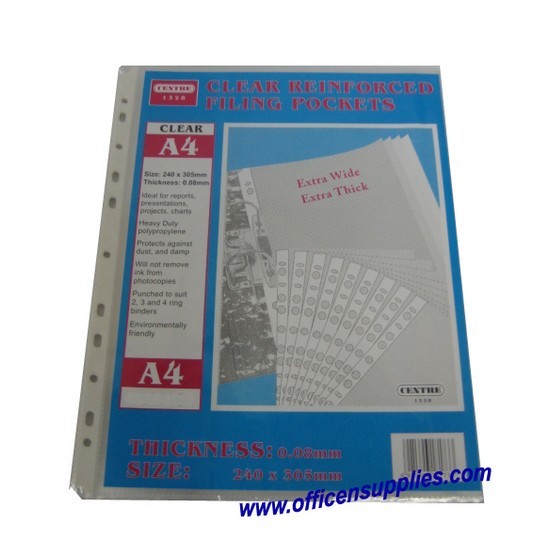 CENTRE
1320
CLEAR REINFORCED
FILING POCKETS
CLEAR
A4
Size: 240 x 305mm
Thickness: 0.08mm
Ideal for reports,
presentations,
projects, charts
Heavy Duty
polypropylene
Protects against
dust, and damp
Will not remove
ink from
photocopies
Punched to suit
2, 3 and 4 ring
binders
Environmentally
friendly
A4
Extra Wide
Extra Thick
CENTRE
1320
THICKNESS: 0.08mm
SIZE: 240 x 305mm
www.officensupplies.com